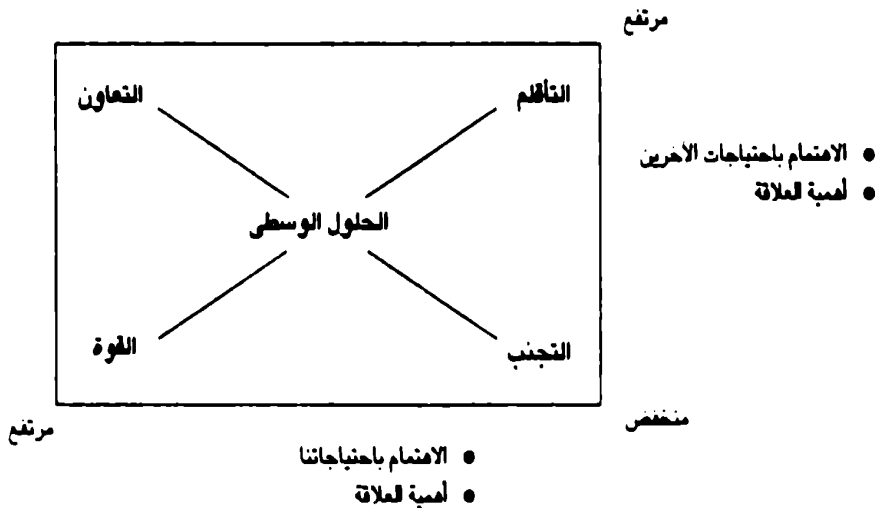 مرتفع
التأقلم
التعاون
• الاهتمام باحتياجات الآخرين
• أهمية العلاقة
الحلول الوسطى
التجنب
القوة
منخفض
مرتفع
• الاهتمام باحتياجاتنا
• أهمية العلاقة